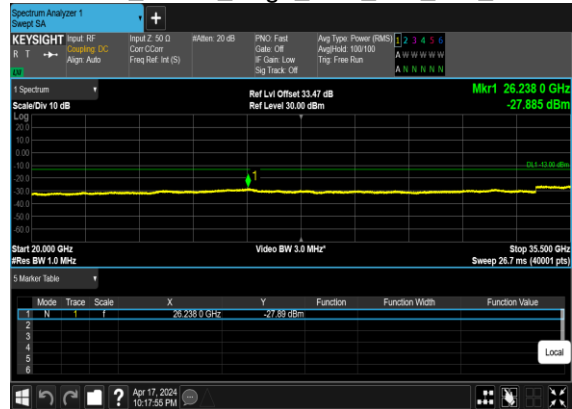 Spectrum Analyzer 1
Swept SA
+
KEYSIGHT Input: RF Input Z: 50 Ω #Atten: 20 dB PNO: Fast Avg Type: Power (RMS) 1 2 3 4 5 6
R T Coupling: DC Corr CCorr Gate: Off Avg|Hold: 100/100 A W W W W W
Align: Auto Freq Ref: Int (S) IF Gain: Low Trig: Free Run
Sig Track: Off A N N N N N
1 Spectrum Ref Lvl Offset 33.47 dB Mkr1 26.238 0 GHz
Scale/Div 10 dB Ref Level 30.00 dBm -27.885 dBm
Log
20.0
10.0
0.00
-10.0
DL1 -13.00 dBm
-20.0
1
-30.0
-40.0
-50.0
-60.0
Start 20.000 GHz Video BW 3.0 MHz* Stop 35.500 GHz
#Res BW 1.0 MHz Sweep 26.7 ms (40001 pts)
5 Marker Table
Mode Trace Scale X Y Function Function Width Function Value
1 N 1 f 26.238 0 GHz -27.89 dBm
2
3
4
5
6
Local
? Apr 17, 2024
10:17:55 PM